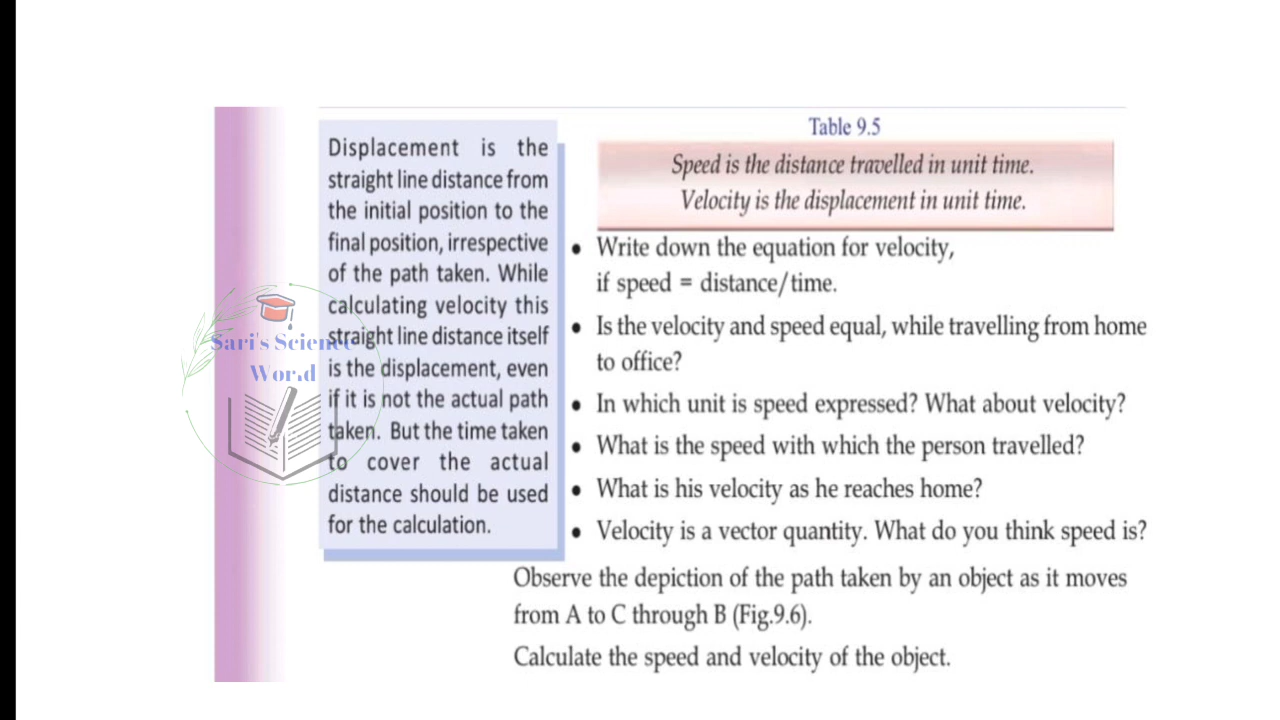 Table 9.5
Speed is the distance travelled in unit time.
Velocity is the displacement in unit time.
Displacement is the
straight line distance from
the initial position to the
final position, irrespective
of the path taken. While
calculating velocity this
straight line distance itself
is the displacement, even
if it is not the actual path
taken. But the time taken
to cover the actual
distance should be used
for the calculation.
Sari's Science
World
• Write down the equation for velocity,
if speed = distance/time.
• Is the velocity and speed equal, while travelling from home
to office?
• In which unit is speed expressed? What about velocity?
• What is the speed with which the person travelled?
• What is his velocity as he reaches home?
• Velocity is a vector quantity. What do you think speed is?
Observe the depiction of the path taken by an object as it moves
from A to C through B (Fig.9.6).
Calculate the speed and velocity of the object.